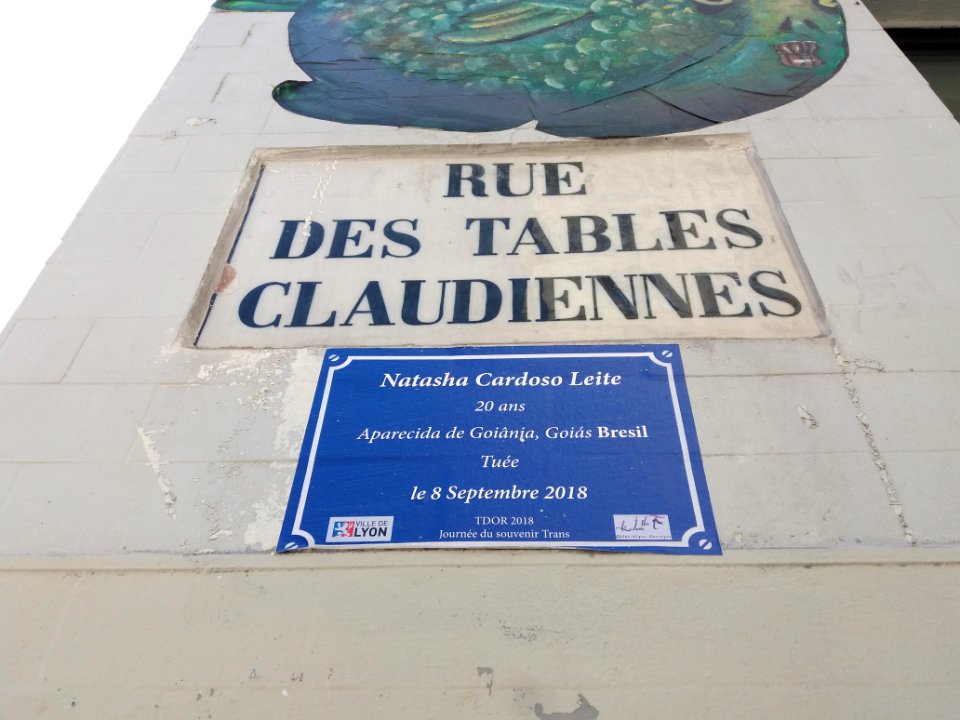 RUE
DES TABLES
CLAUDIENNES
Natasha Cardoso Leite
20 ans
Aparecida de Goiânia, Goiás Bresil
Tuée
le 8 Septembre 2018
TDOR 2018
Journée du souvenir Trans
VILLE DE
LYON